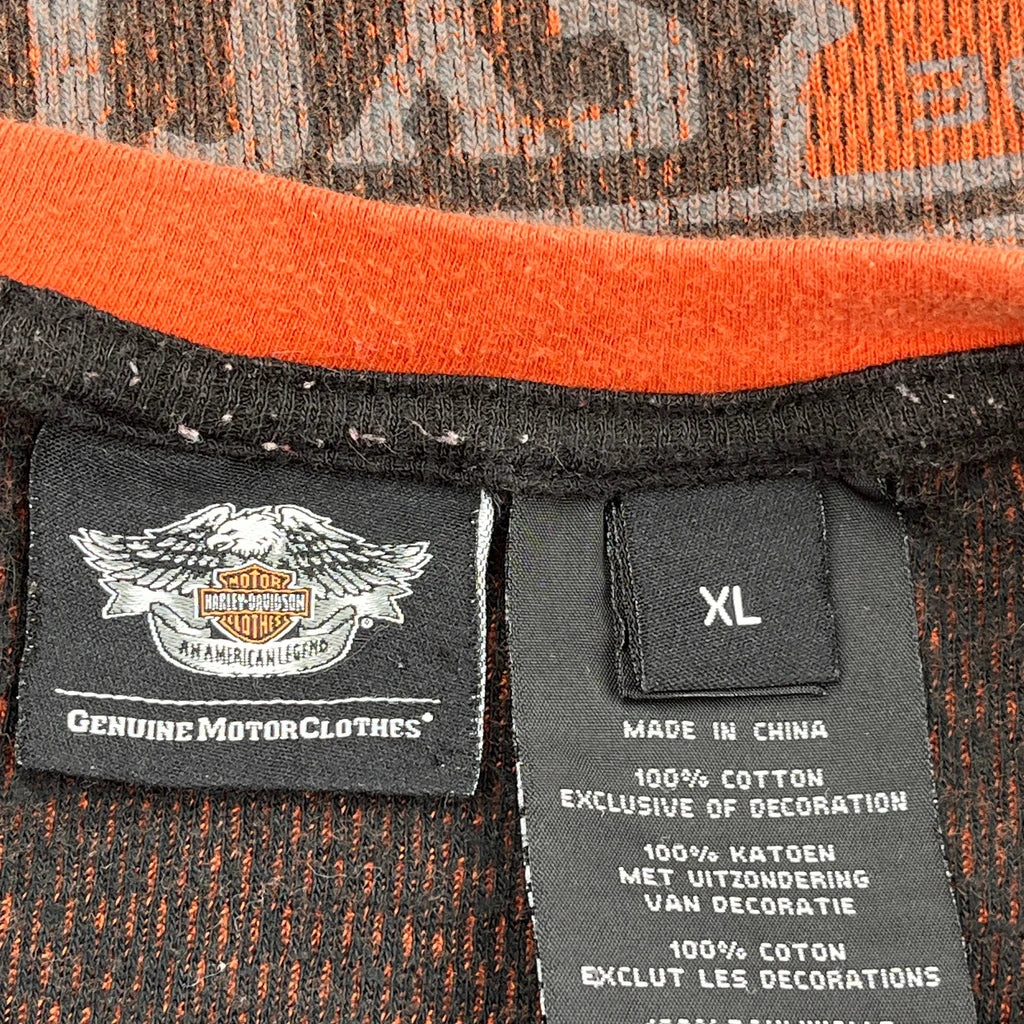 MOTOR
HARLEY-DAVIDSON
CLOTHES
®
AN AMERICAN LEGEND
GENUINE MOTORCLOTHES®
XL
MADE IN CHINA
100% COTTON
EXCLUSIVE OF DECORATION
100% KATOEN
MET UITZONDERING
VAN DECORATIE
100% COTON
EXCLUT LES DECORATIONS